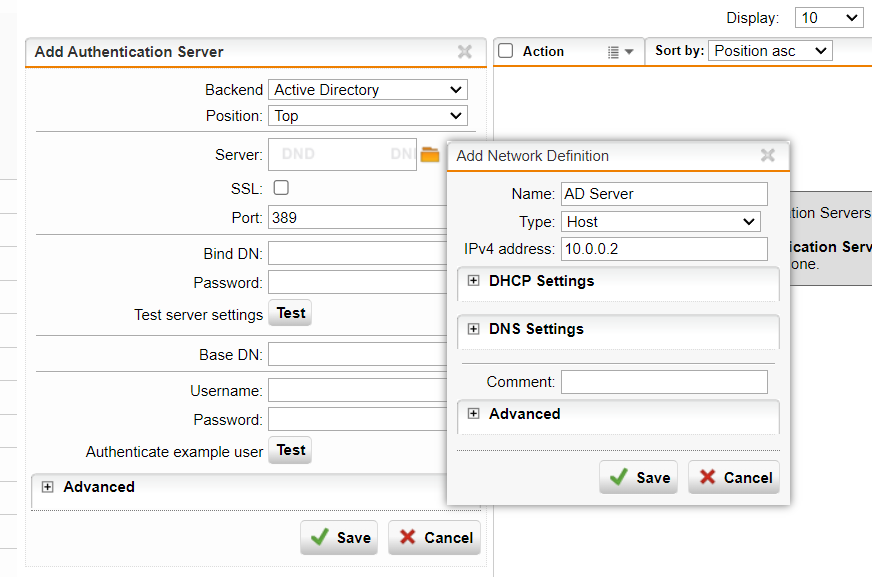 Display: 10
Add Authentication Server
Action
Sort by: Position asc
Backend Active Directory
Position: Top
Server: DND DN
SSL:
Port: 389
Bind DN:
Password:
Test server settings Test
Base DN:
Username:
Password:
Authenticate example user Test
Advanced
Save Cancel
Add Network Definition
Name: AD Server
Type: Host
IPv4 address: 10.0.0.2
DHCP Settings
DNS Settings
Comment:
Advanced
Save Cancel
tion Servers
ication Serv
one.